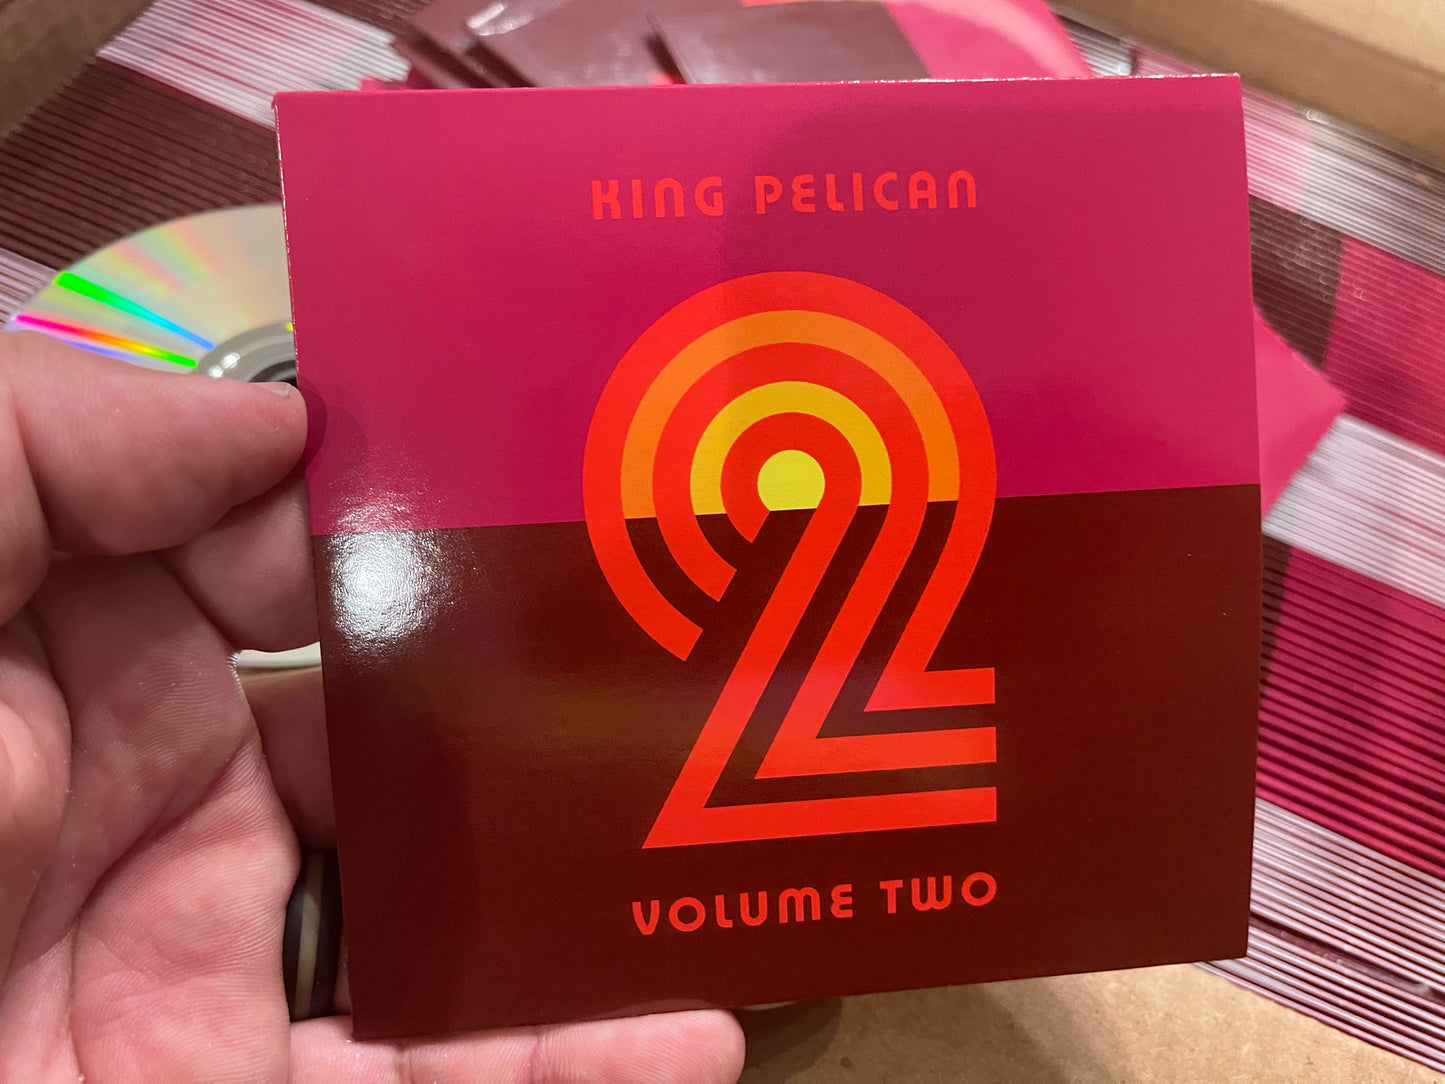 KING PELICAN
2
VOLUME TWO